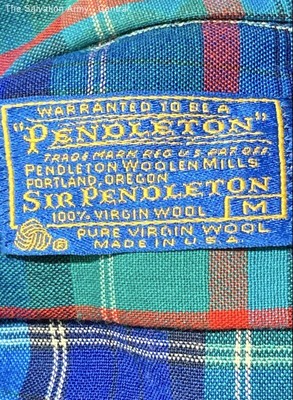 The Salvation Army - Central
WARRANTED TO BE A
"PENDLETON"
TRADE MARK REG. U.S. PAT. OFF.
PENDLETON WOOLEN MILLS
PORTLAND, OREGON
SIR PENDLETON
100% VIRGIN WOOL M
®
PURE VIRGIN WOOL
MADE IN U.S.A.